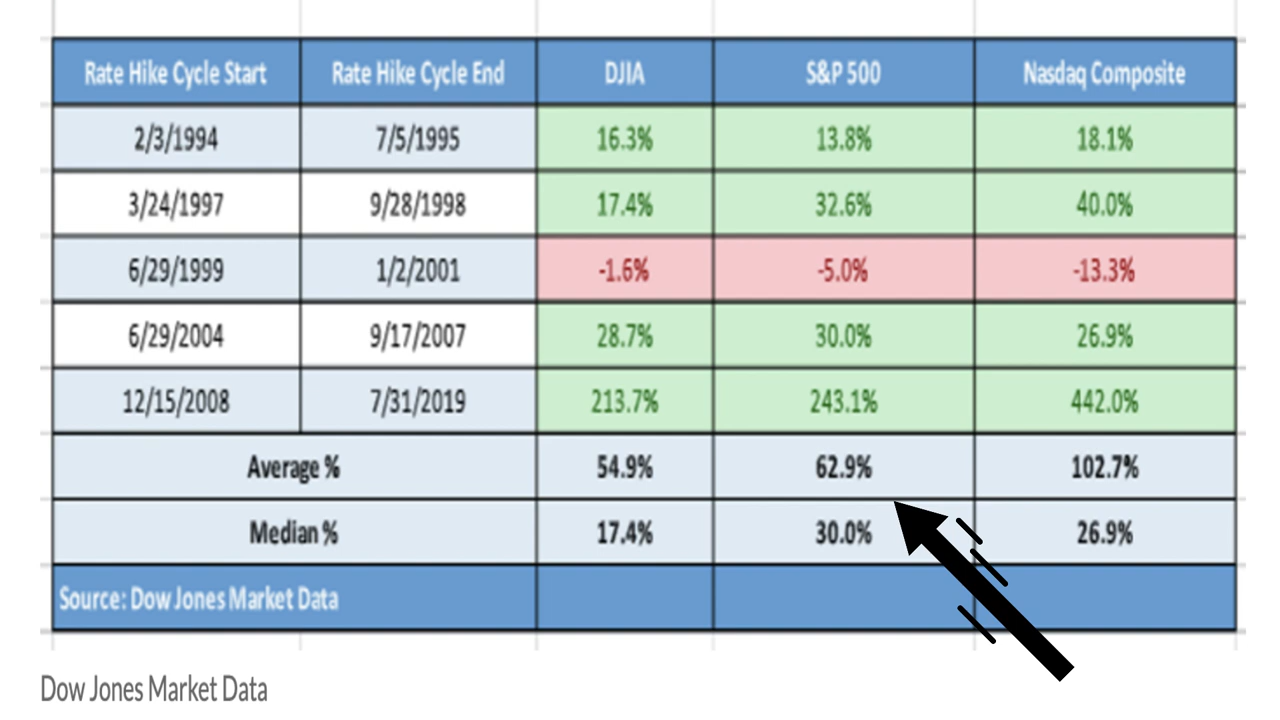 Rate Hike Cycle Start Rate Hike Cycle End DJIA S&P 500 Nasdaq Composite
2/3/1994 7/5/1995 16.3% 13.8% 18.1%
3/24/1997 9/28/1998 17.4% 32.6% 40.0%
6/29/1999 1/2/2001 -1.6% -5.0% -13.3%
6/29/2004 9/17/2007 28.7% 30.0% 26.9%
12/15/2008 7/31/2019 213.7% 243.1% 442.0%
Average % 54.9% 62.9% 102.7%
Median % 17.4% 30.0% 26.9%
Source: Dow Jones Market Data
Dow Jones Market Data